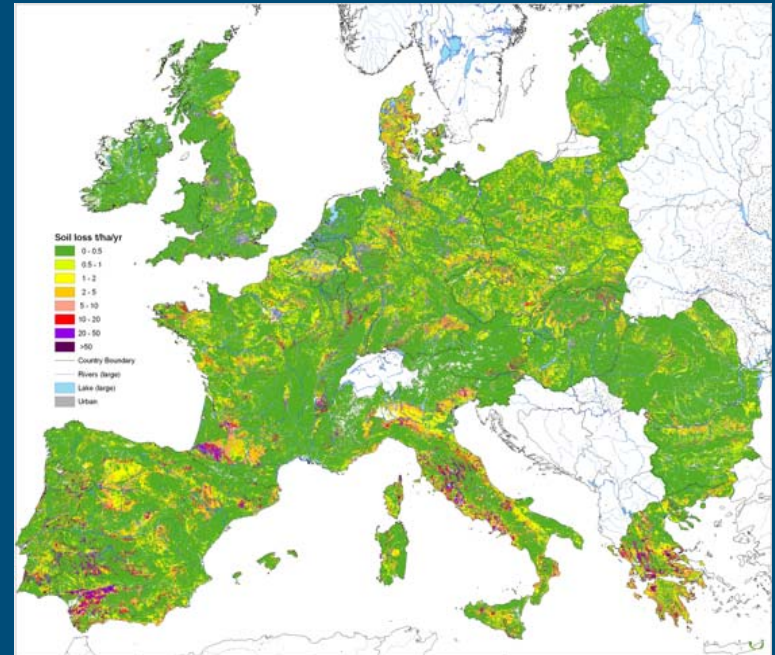 Soil loss t/ha/yr
0 - 0.5
0.5 - 1
1 - 2
2 - 5
5 - 10
10 - 20
20 - 50
>50
Country Boundary
Rivers (large)
Lake (large)
Urban